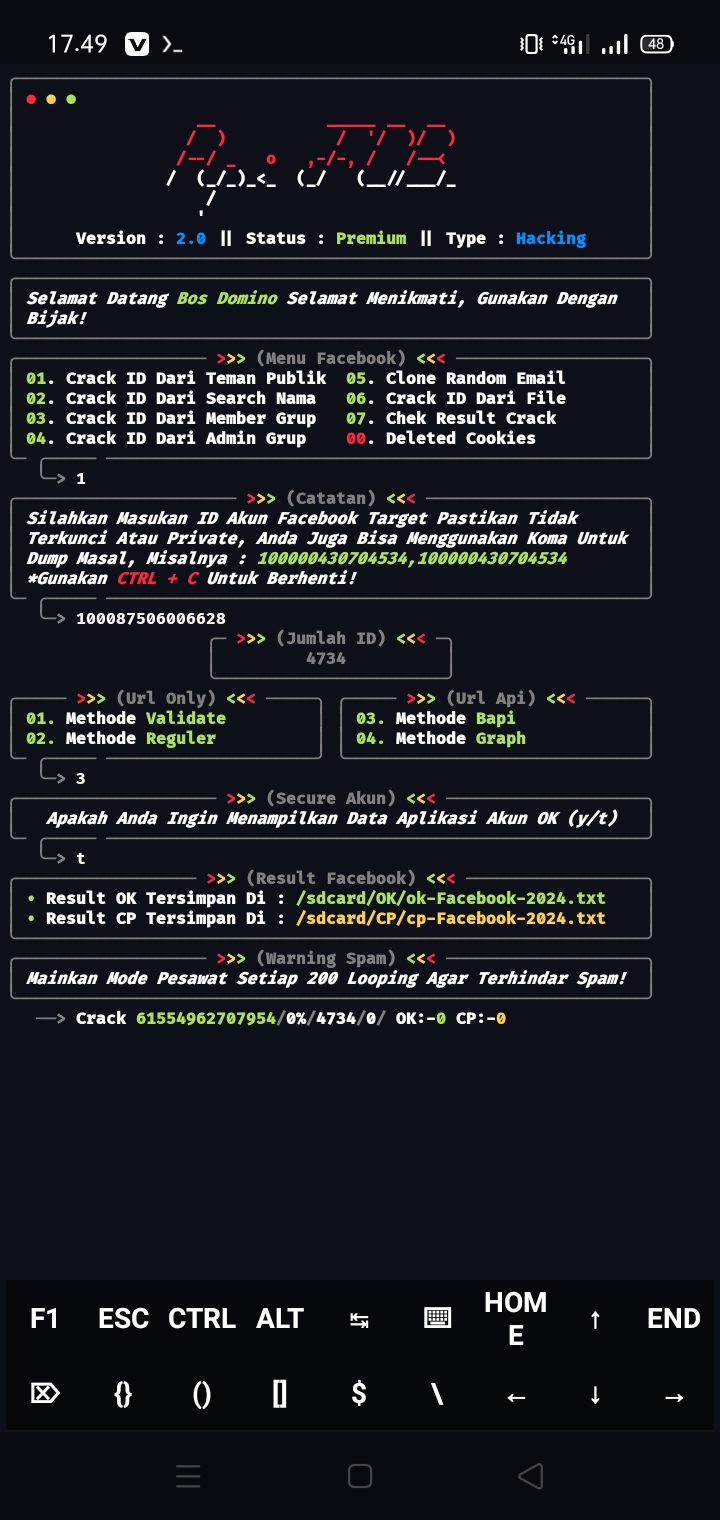 17.49 4G 48
Version : 2.0 || Status : Premium || Type : Hacking
Selamat Datang Bos Domino Selamat Menikmati, Gunakan Dengan
Bijak!
>>> (Menu Facebook) <<<
01. Crack ID Dari Teman Publik 05. Clone Random Email
02. Crack ID Dari Search Nama 06. Crack ID Dari File
03. Crack ID Dari Member Grup 07. Chek Result Crack
04. Crack ID Dari Admin Grup 00. Deleted Cookies
> 1
>>> (Catatan) <<<
Silahkan Masukan ID Akun Facebook Target Pastikan Tidak
Terkunci Atau Private, Anda Juga Bisa Menggunakan Koma Untuk
Dump Masal, Misalnya : 100000430704534,100000430704534
*Gunakan CTRL + C Untuk Berhenti!
> 100087506006628
>>> (Jumlah ID) <<<
4734
>>> (Url Only) <<< >>> (Url Api) <<<
01. Methode Validate 03. Methode Bapi
02. Methode Reguler 04. Methode Graph
> 3
>>> (Secure Akun) <<<
Apakah Anda Ingin Menampilkan Data Aplikasi Akun OK (y/t)
> t
>>> (Result Facebook) <<<
• Result OK Tersimpan Di : /sdcard/OK/ok-Facebook-2024.txt
• Result CP Tersimpan Di : /sdcard/CP/cp-Facebook-2024.txt
>>> (Warning Spam) <<<
Mainkan Mode Pesawat Setiap 200 Looping Agar Terhindar Spam!
──> Crack 61554962707954/0%/4734/0/ OK:-0 CP:-0
F1 ESC CTRL ALT ↹ ⌨ HOME ↑ END
⌦ {} () [] $ \ ← ↓ →